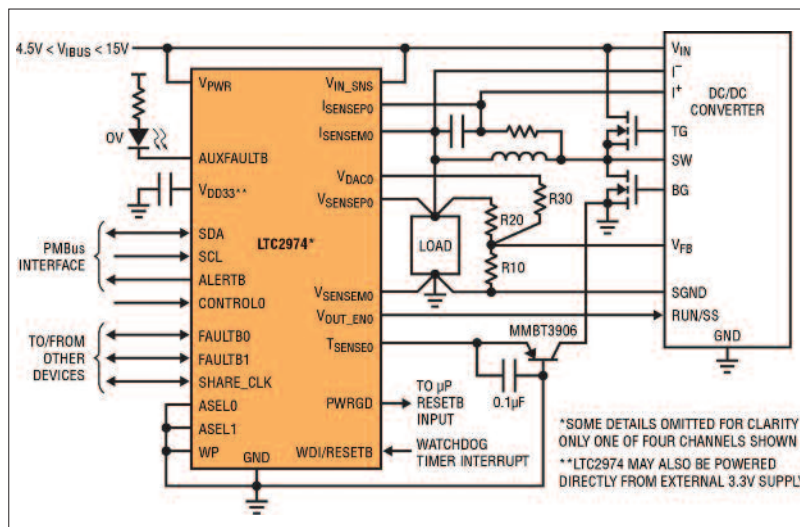 4.5V < VIBUS < 15V
VPWR
VIN_SNS
ISENSEP0
ISENSEM0
OV
AUXFAULTB
VDD33**
VDAC0
VSENSEP0
R30
R20
LOAD
R10
PMBus
INTERFACE
SDA
SCL
ALERTB
CONTROL0
LTC2974*
VSENSEM0
VOUT_EN0
TSENSE0
MMBT3906
0.1µF
TO/FROM
OTHER
DEVICES
FAULTB0
FAULTB1
SHARE_CLK
ASEL0
ASEL1
WP
GND
PWRGD
TO µP
RESETB
INPUT
WDI/RESETB
WATCHDOG
TIMER INTERRUPT
VIN
I–
I+
DC/DC
CONVERTER
TG
SW
BG
VFB
SGND
RUN/SS
GND
*SOME DETAILS OMITTED FOR CLARITY
ONLY ONE OF FOUR CHANNELS SHOWN
**LTC2974 MAY ALSO BE POWERED
DIRECTLY FROM EXTERNAL 3.3V SUPPLY